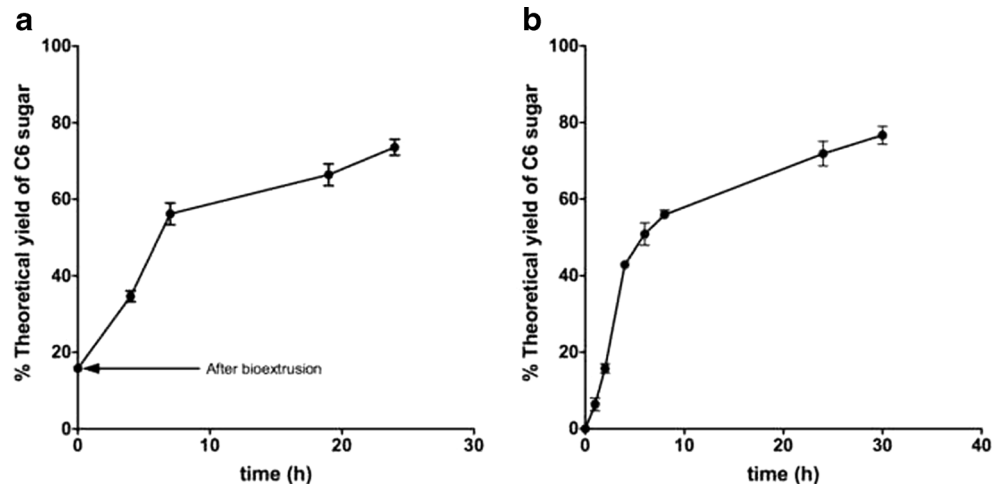 a
% Theoretical yield of C6 sugar
100
80
60
40
20
0
After bioextrusion
0 10 20 30
time (h)
b
% Theoretical yield of C6 sugar
100
80
60
40
20
0
0 10 20 30 40
time (h)